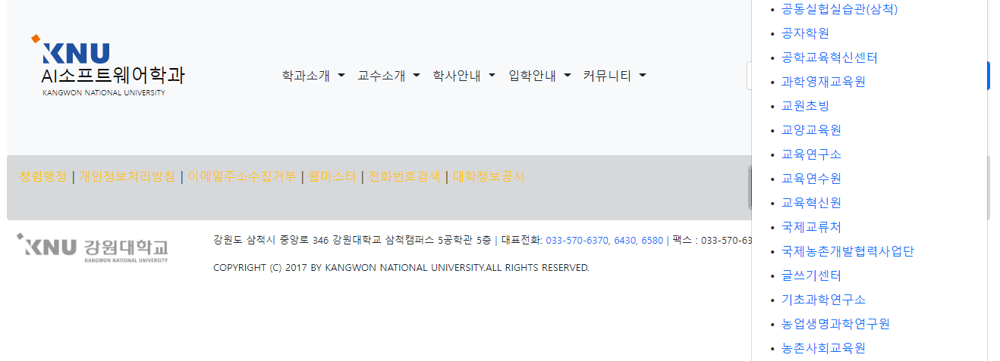 KNU
AI소프트웨어학과
KANGWON NATIONAL UNIVERSITY
학과소개 교수소개 학사안내 입학안내 커뮤니티
청렴행정 | 개인정보처리방침 | 이메일주소수집거부 | 웹마스터 | 전화번호검색 | 대학정보공시
KNU 강원대학교
KANGWON NATIONAL UNIVERSITY
강원도 삼척시 중앙로 346 강원대학교 삼척캠퍼스 5공학관 5층 | 대표전화: 033-570-6370, 6430, 6580 | 팩스 : 033-570-63
COPYRIGHT (C) 2017 BY KANGWON NATIONAL UNIVERSITY.ALL RIGHTS RESERVED.
• 공동실험실습관(삼척)
• 공자학원
• 공학교육혁신센터
• 과학영재교육원
• 교원초빙
• 교양교육원
• 교육연구소
• 교육연수원
• 교육혁신원
• 국제교류처
• 국제농촌개발협력사업단
• 글쓰기센터
• 기초과학연구소
• 농업생명과학연구원
• 농촌사회교육원